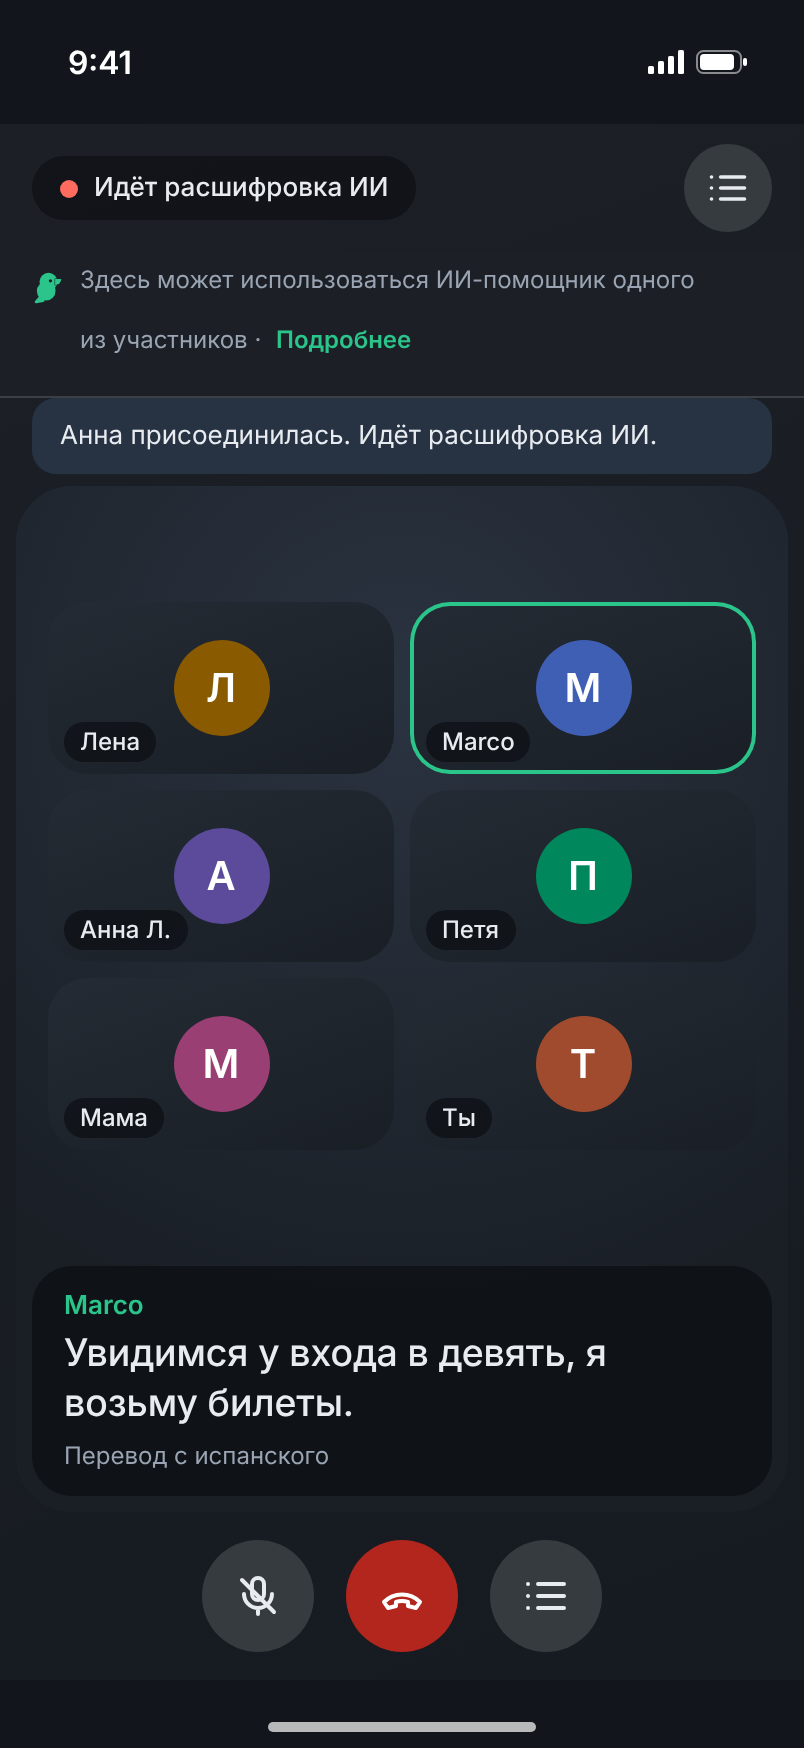 9:41
Идёт расшифровка ИИ
Здесь может использоваться ИИ-помощник одного
из участников · Подробнее
Анна присоединилась. Идёт расшифровка ИИ.
Л
Лена
М
Marco
А
Анна Л.
П
Петя
М
Мама
Т
Ты
Marco
Увидимся у входа в девять, я
возьму билеты.
Перевод с испанского